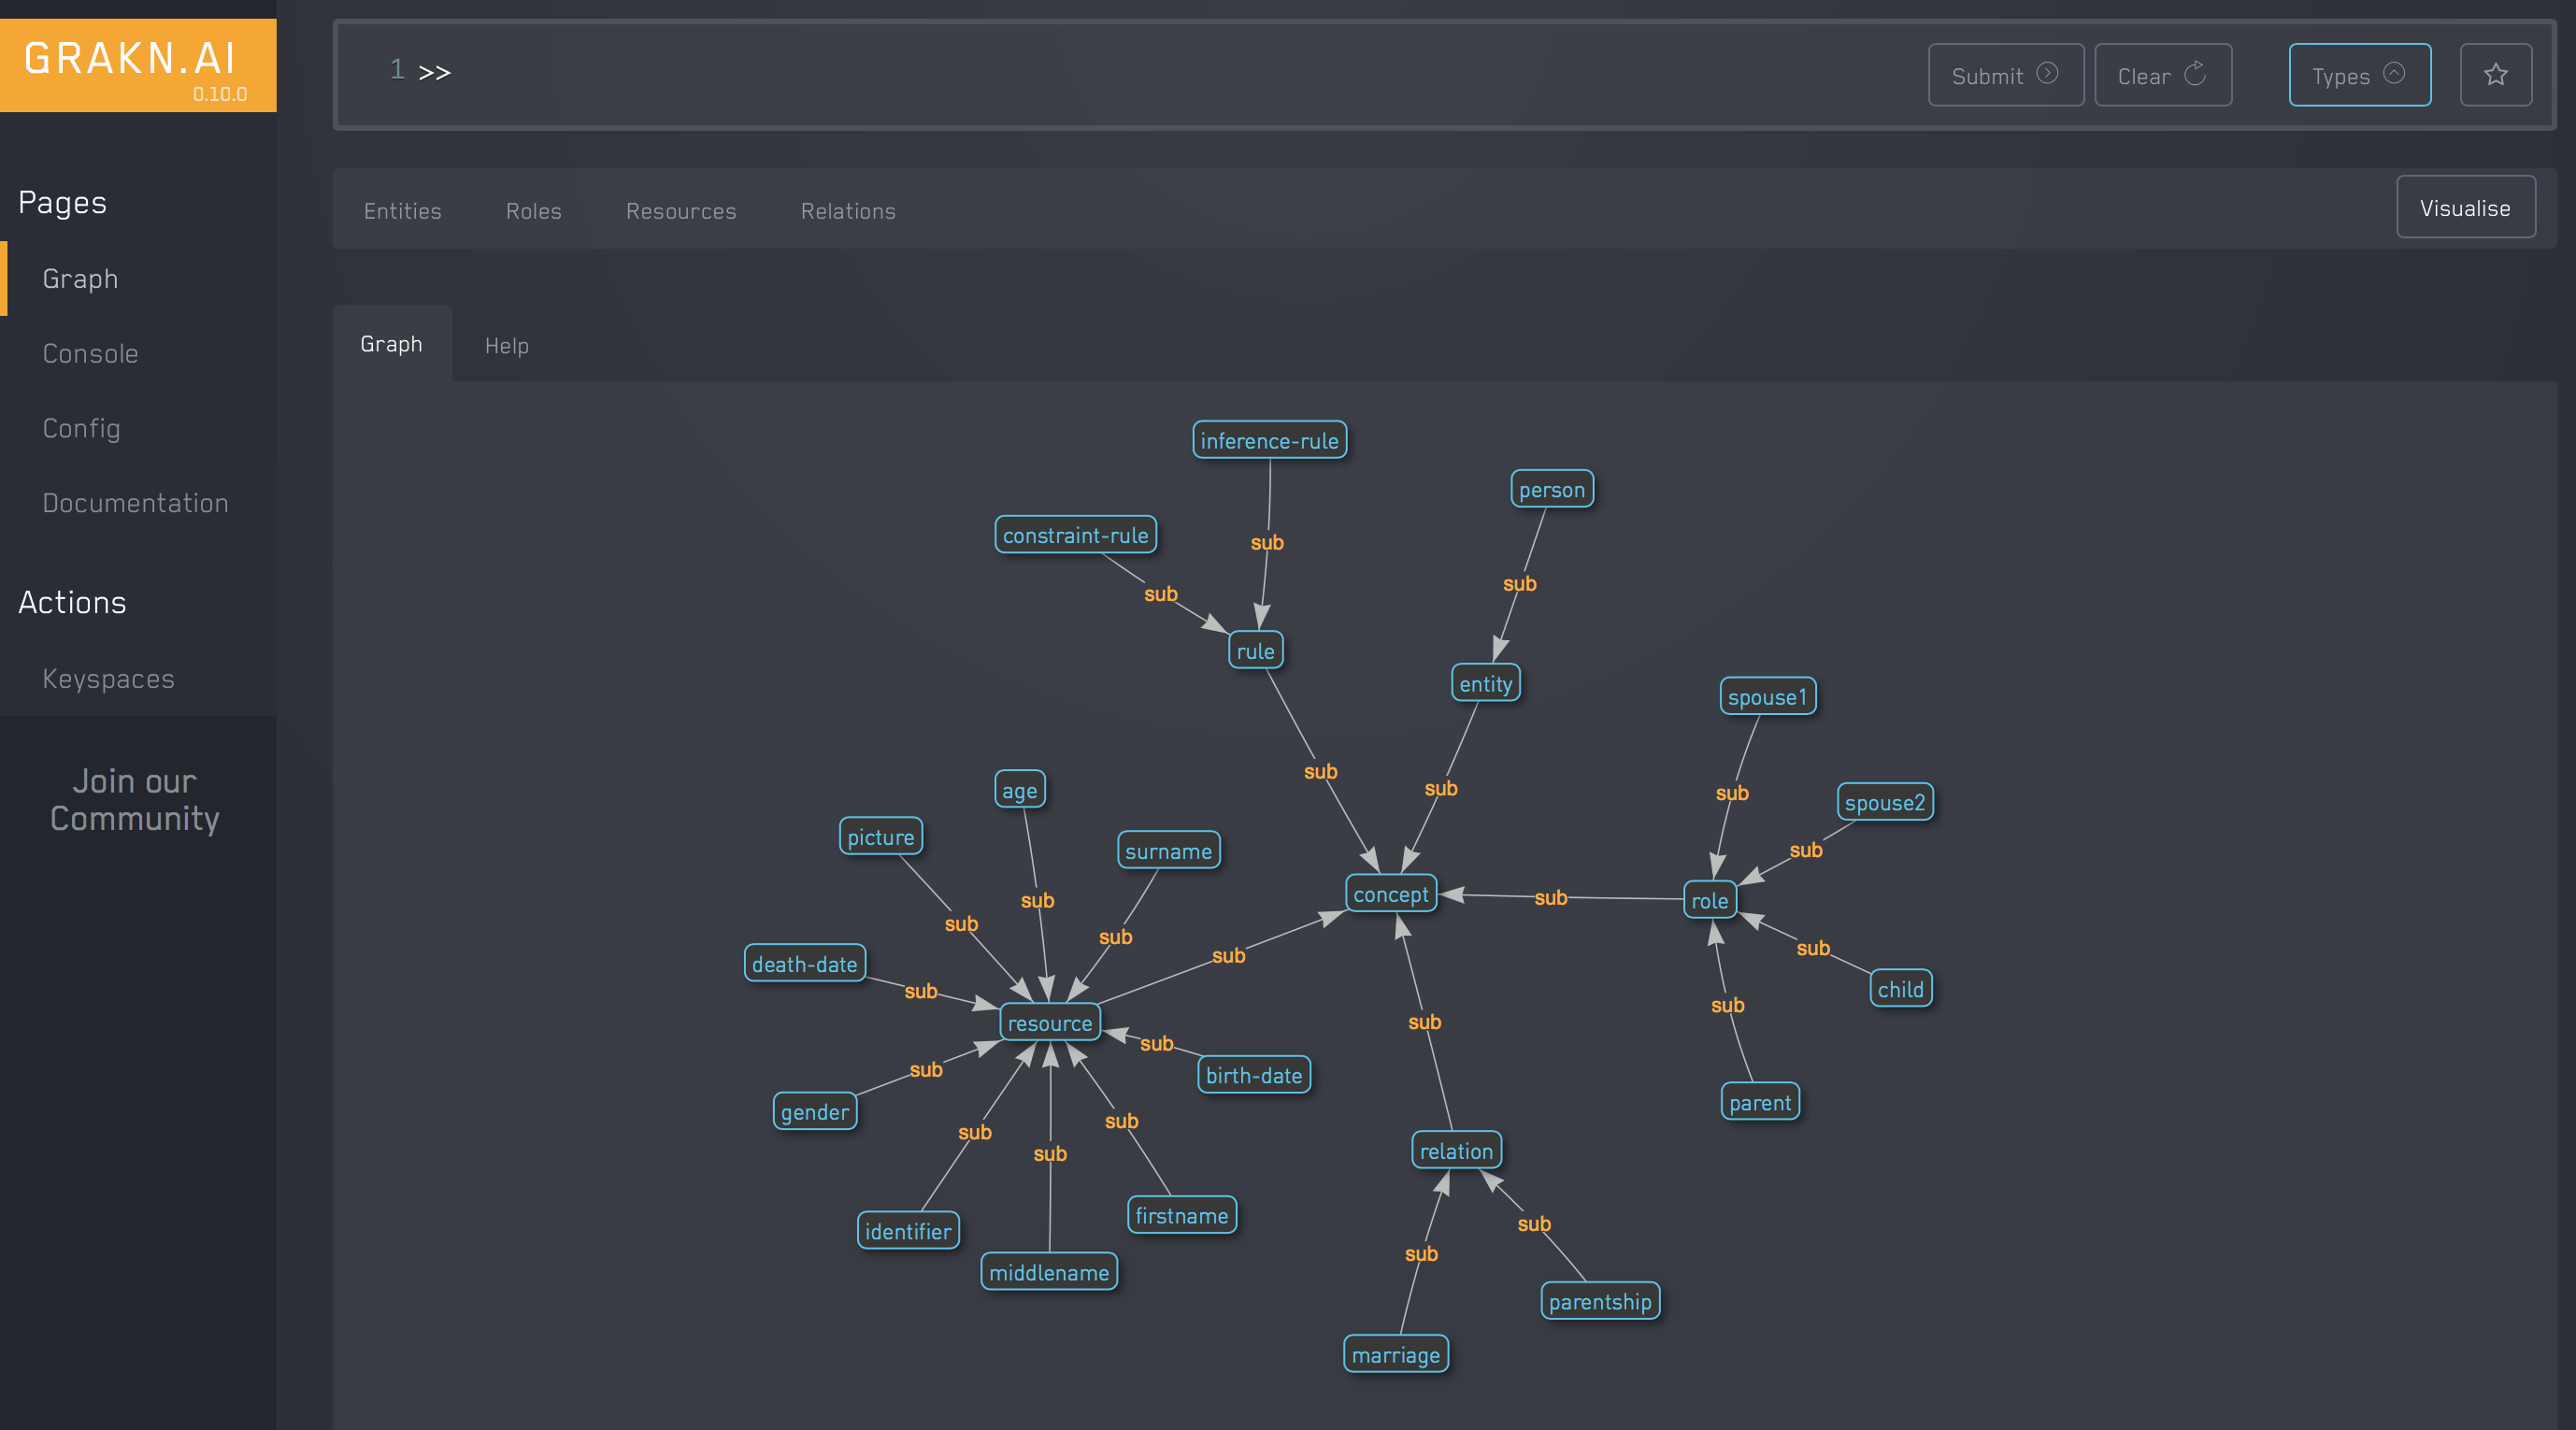 GRAKN.AI
0.10.0
Pages
Graph
Console
Config
Documentation
Actions
Keyspaces
Join our
Community
1 >>
Submit
Clear
Types
Entities
Roles
Resources
Relations
Visualise
Graph
Help
inference-rule
person
constraint-rule
sub
sub
sub
rule
entity
spouse1
sub
age
sub
sub
spouse2
picture
surname
sub
concept
sub
role
sub
sub
sub
sub
child
death-date
sub
sub
sub
resource
sub
sub
birth-date
sub
gender
sub
parent
sub
sub
sub
relation
identifier
firstname
sub
middlename
sub
parentship
marriage